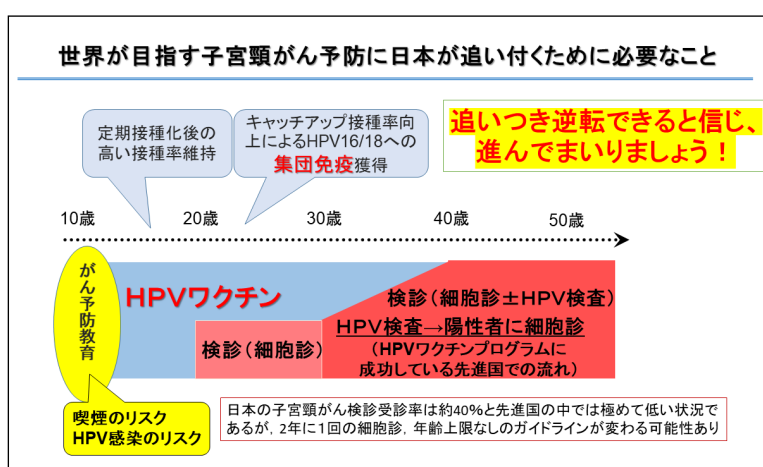 世界が目指す子宮頸がん予防に日本が追い付くために必要なこと
定期接種化後の
高い接種率維持
キャッチアップ接種率向
上によるHPV16/18への
集団免疫獲得
追いつき逆転できると信じ、
進んでまいりましょう！
10歳 20歳 30歳 40歳 50歳
がん予防教育
HPVワクチン
検診（細胞診）
検診（細胞診±HPV検査）
HPV検査→陽性者に細胞診
（HPVワクチンプログラムに
成功している先進国での流れ）
喫煙のリスク
HPV感染のリスク
日本の子宮頸がん検診受診率は約40％と先進国の中では極めて低い状況で
あるが，2年に1回の細胞診，年齢上限なしのガイドラインが変わる可能性あり